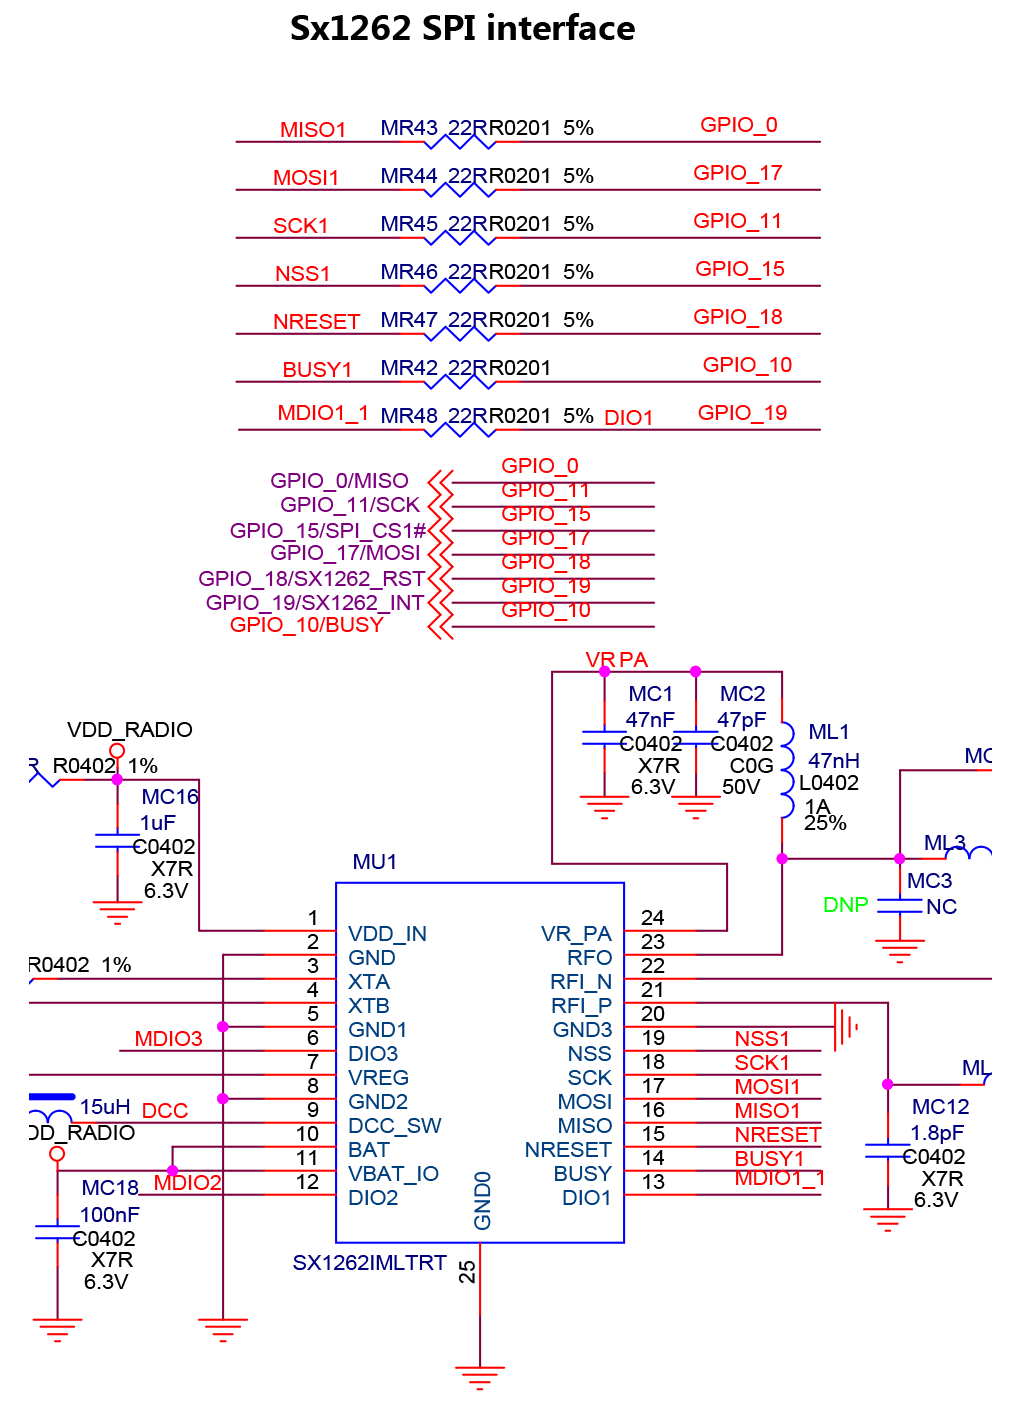 Sx1262 SPI interface
MISO1 MR43 22R R0201 5% GPIO_0
MOSI1 MR44 22R R0201 5% GPIO_17
SCK1 MR45 22R R0201 5% GPIO_11
NSS1 MR46 22R R0201 5% GPIO_15
NRESET MR47 22R R0201 5% GPIO_18
BUSY1 MR42 22R R0201 GPIO_10
MDIO1_1 MR48 22R R0201 5% DIO1 GPIO_19
GPIO_0/MISO GPIO_0
GPIO_11/SCK GPIO_11
GPIO_15/SPI_CS1# GPIO_15
GPIO_17/MOSI GPIO_17
GPIO_18/SX1262_RST GPIO_18
GPIO_19/SX1262_INT GPIO_19
GPIO_10/BUSY GPIO_10
VR PA
MC1 MC2
47nF 47pF
C0402 C0402
X7R C0G
6.3V 50V
ML1
47nH
L0402
1A
25%
VDD_RADIO
R R0402 1%
MC16
1uF
C0402
X7R
6.3V
MC
ML3
MC3
DNP NC
MU1
1 VDD_IN VR_PA 24
2 GND RFO 23
R0402 1% 3 XTA RFI_N 22
4 XTB RFI_P 21
5 GND1 GND3 20
MDIO3 6 DIO3 NSS 19 NSS1
7 VREG SCK 18 SCK1
8 GND2 MOSI 17 MOSI1
15uH DCC 9 DCC_SW MISO 16 MISO1
DD_RADIO 10 BAT NRESET 15 NRESET
11 VBAT_IO BUSY 14 BUSY1
MDIO2 12 DIO2 DIO1 13 MDIO1_1
GND0
25
SX1262IMLTRT
MC18
100nF
C0402
X7R
6.3V
ML
MC12
1.8pF
C0402
X7R
6.3V